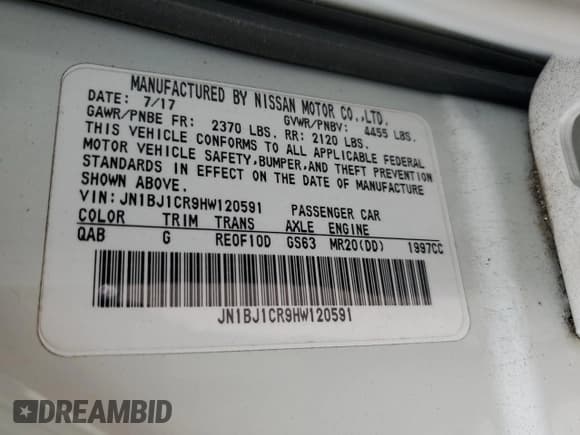 MANUFACTURED BY NISSAN MOTOR CO.,LTD.
DATE: 7/17 GVWR/PNBV: 4455 LBS.
GAWR/PNBE FR: 2370 LBS. RR: 2120 LBS.
THIS VEHICLE CONFORMS TO ALL APPLICABLE FEDERAL
MOTOR VEHICLE SAFETY,BUMPER,AND THEFT PREVENTION
STANDARDS IN EFFECT ON THE DATE OF MANUFACTURE
SHOWN ABOVE.
VIN: JN1BJ1CR9HW120591 PASSENGER CAR
COLOR TRIM TRANS AXLE ENGINE
QAB G RE0F10D GS63 MR20(DD) 1997CC
JN1BJ1CR9HW120591
DREAMBID